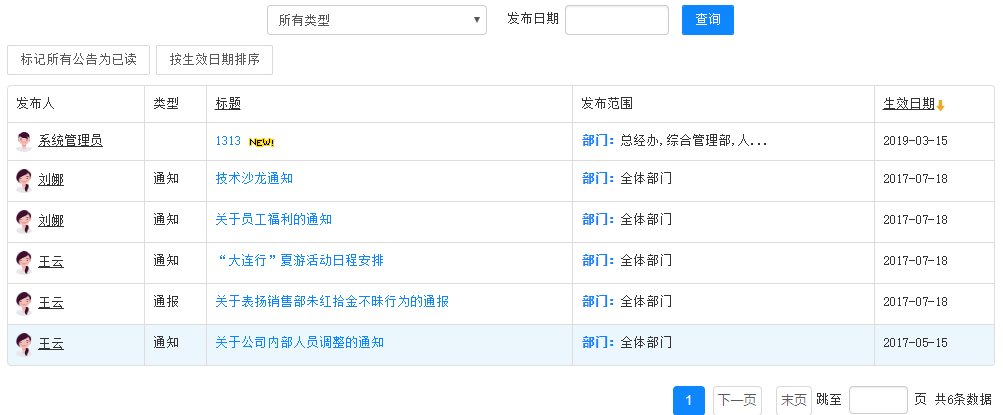 所有类型 发布日期 查询
标记所有公告为已读 按生效日期排序
发布人 类型 标题 发布范围 生效日期
系统管理员 1313 NEW! 部门：总经办,综合管理部,人... 2019-03-15
刘娜 通知 技术沙龙通知 部门：全体部门 2017-07-18
刘娜 通知 关于员工福利的通知 部门：全体部门 2017-07-18
王云 通知 “大连行”夏游活动日程安排 部门：全体部门 2017-07-18
王云 通报 关于表扬销售部朱红拾金不昧行为的通报 部门：全体部门 2017-07-18
王云 通知 关于公司内部人员调整的通知 部门：全体部门 2017-05-15
1 下一页 末页 跳至 页 共6条数据